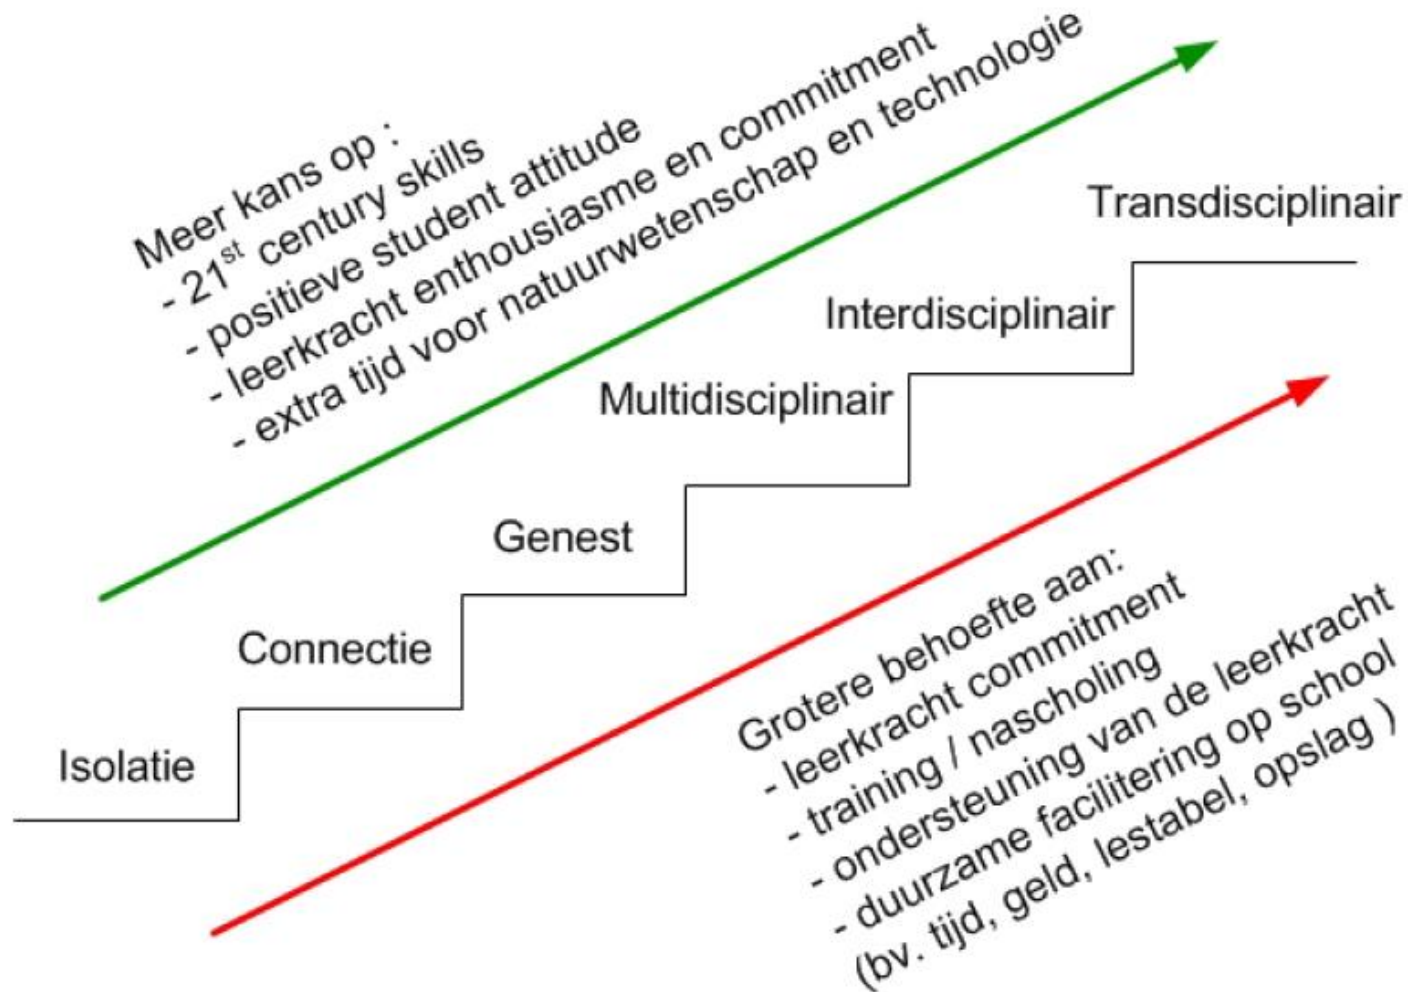 Meer kans op :
- 21st century skills
- positieve student attitude
- leerkracht enthousiasme en commitment
- extra tijd voor natuurwetenschap en technologie
Transdisciplinair
Interdisciplinair
Multidisciplinair
Genest
Connectie
Isolatie
Grotere behoefte aan:
- leerkracht commitment
- training / nascholing
- ondersteuning van de leerkracht
- duurzame facilitering op school
(bv. tijd, geld, lestabel, opslag )